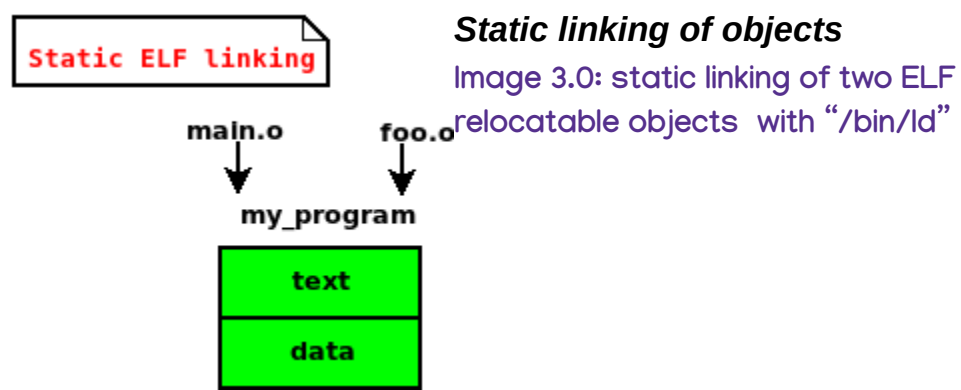 Static ELF linking
Static linking of objects
Image 3.0: static linking of two ELF
relocatable objects with “/bin/ld”
main.o
foo.o
my_program
text
data